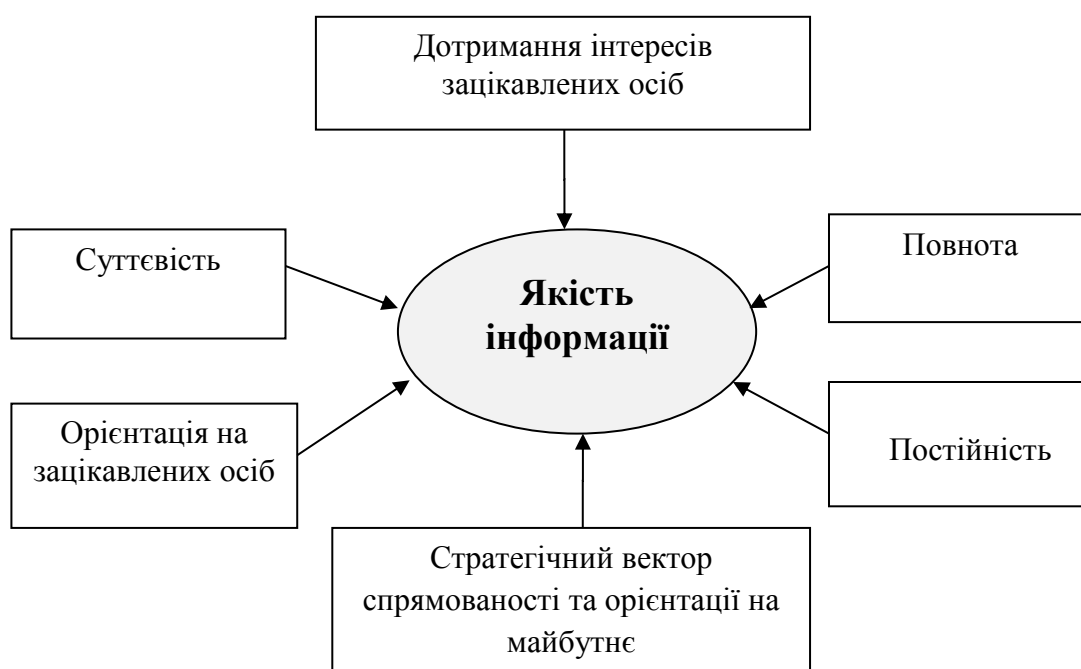 Дотримання інтересів
зацікавлених осіб
Суттєвість
Якість
інформації
Повнота
Орієнтація на
зацікавлених осіб
Постійність
Стратегічний вектор
спрямованості та орієнтації на
майбутнє